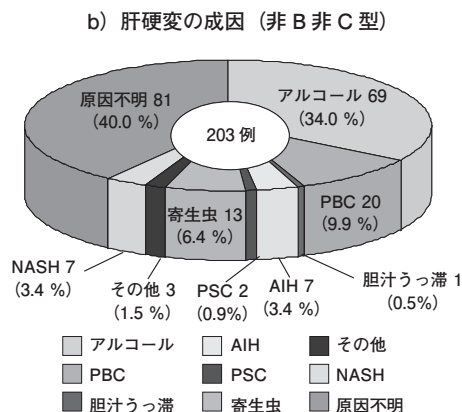 b）肝硬変の成因（非B非C型）
原因不明 81
（40.0 %）
アルコール 69
（34.0 %）
203 例
PBC 20
（9.9 %）
寄生虫 13
（6.4 %）
NASH 7
（3.4 %）
その他 3
（1.5 %）
PSC 2
（0.9%）
AIH 7
（3.4 %）
胆汁うっ滞 1
（0.5%）
アルコール
AIH
その他
PBC
PSC
NASH
胆汁うっ滞
寄生虫
原因不明